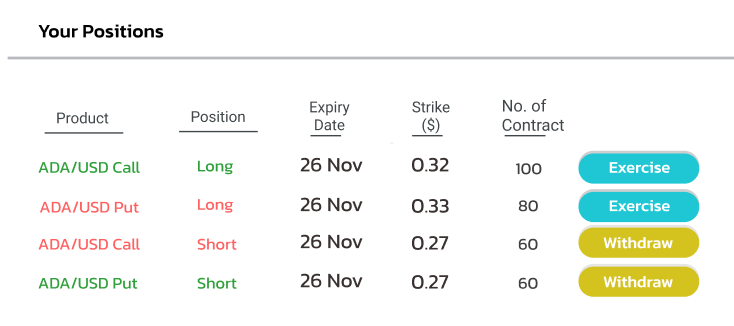 Your Positions
Product Position Expiry Date Strike ($) No. of Contract
ADA/USD Call Long 26 Nov 0.32 100 Exercise
ADA/USD Put Long 26 Nov 0.33 80 Exercise
ADA/USD Call Short 26 Nov 0.27 60 Withdraw
ADA/USD Put Short 26 Nov 0.27 60 Withdraw